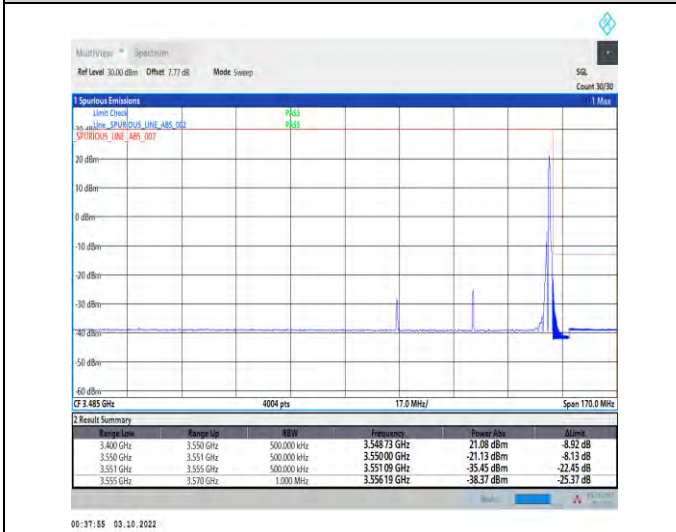 MultiView Spectrum
Ref Level 30.00 dBm Offset 7.77 dB Mode Sweep SGL
Count 30/30
1 Spurious Emissions 1 Max
Limit Check PASS
Line _SPURIOUS_LINE_ABS_002 PASS
_SPURIOUS_LINE_ABS_002
20 dBm
10 dBm
0 dBm
-10 dBm
-20 dBm
-30 dBm
-40 dBm
-50 dBm
-60 dBm
CF 3.485 GHz 4004 pts 17.0 MHz/ Span 170.0 MHz
2 Result Summary
Range Low Range Up RBW Frequency Power Abs ΔLimit
3.400 GHz 3.550 GHz 500.000 kHz 3.548 73 GHz 21.08 dBm -8.92 dB
3.550 GHz 3.551 GHz 500.000 kHz 3.550 00 GHz -21.13 dBm -8.13 dB
3.551 GHz 3.555 GHz 500.000 kHz 3.551 09 GHz -35.45 dBm -22.45 dB
3.555 GHz 3.570 GHz 1.000 MHz 3.556 19 GHz -38.37 dBm -25.37 dB
00:37:55 03.10.2022